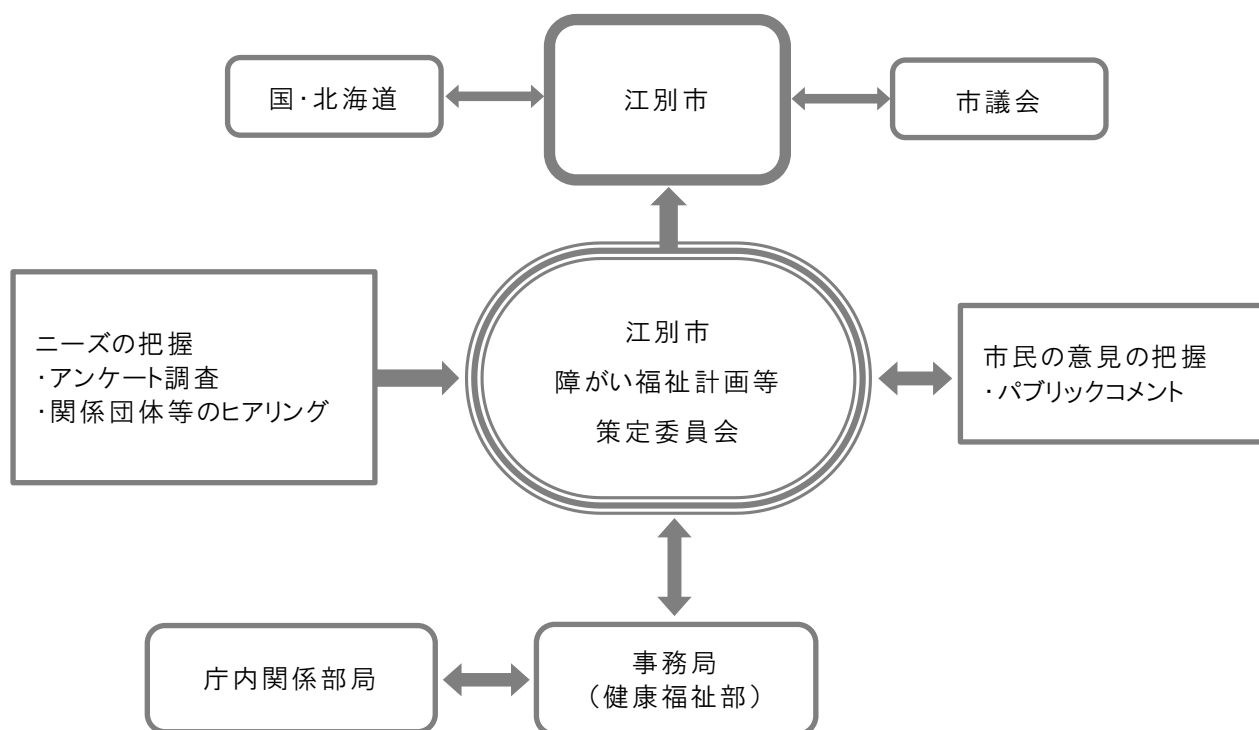 国・北海道
江別市
市議会
ニーズの把握
・アンケート調査
・関係団体等のヒアリング
江別市
障がい福祉計画等
策定委員会
市民の意見の把握
・パブリックコメント
庁内関係部局
事務局
（健康福祉部）